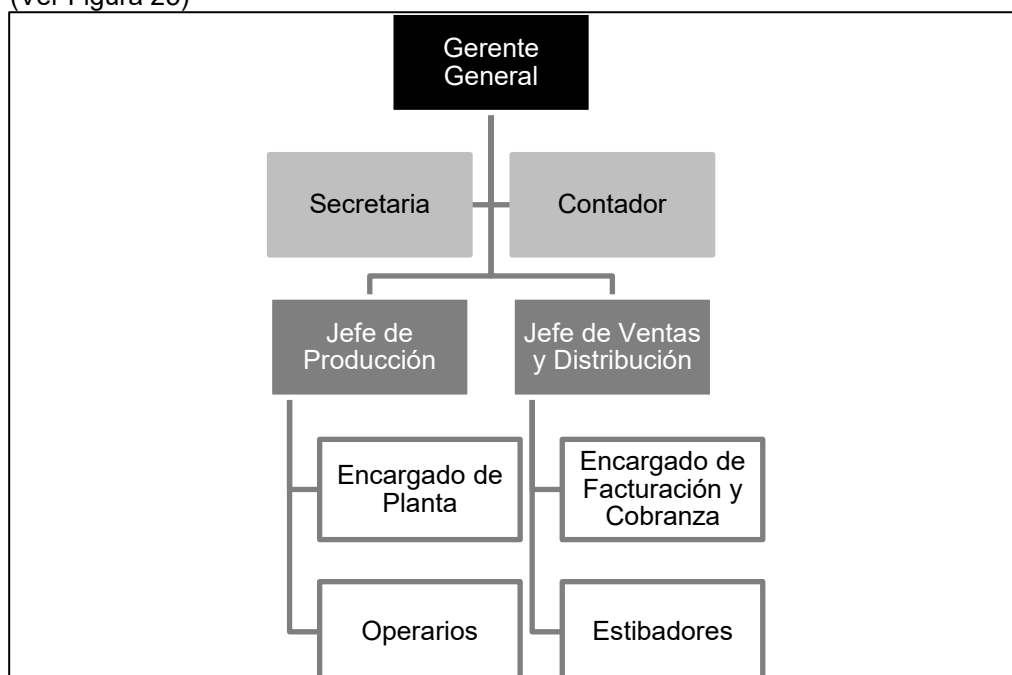 Gerente
General
Secretaria
Contador
Jefe de
Producción
Jefe de Ventas
y Distribución
Encargado de
Planta
Encargado de
Facturación y
Cobranza
Operarios
Estibadores